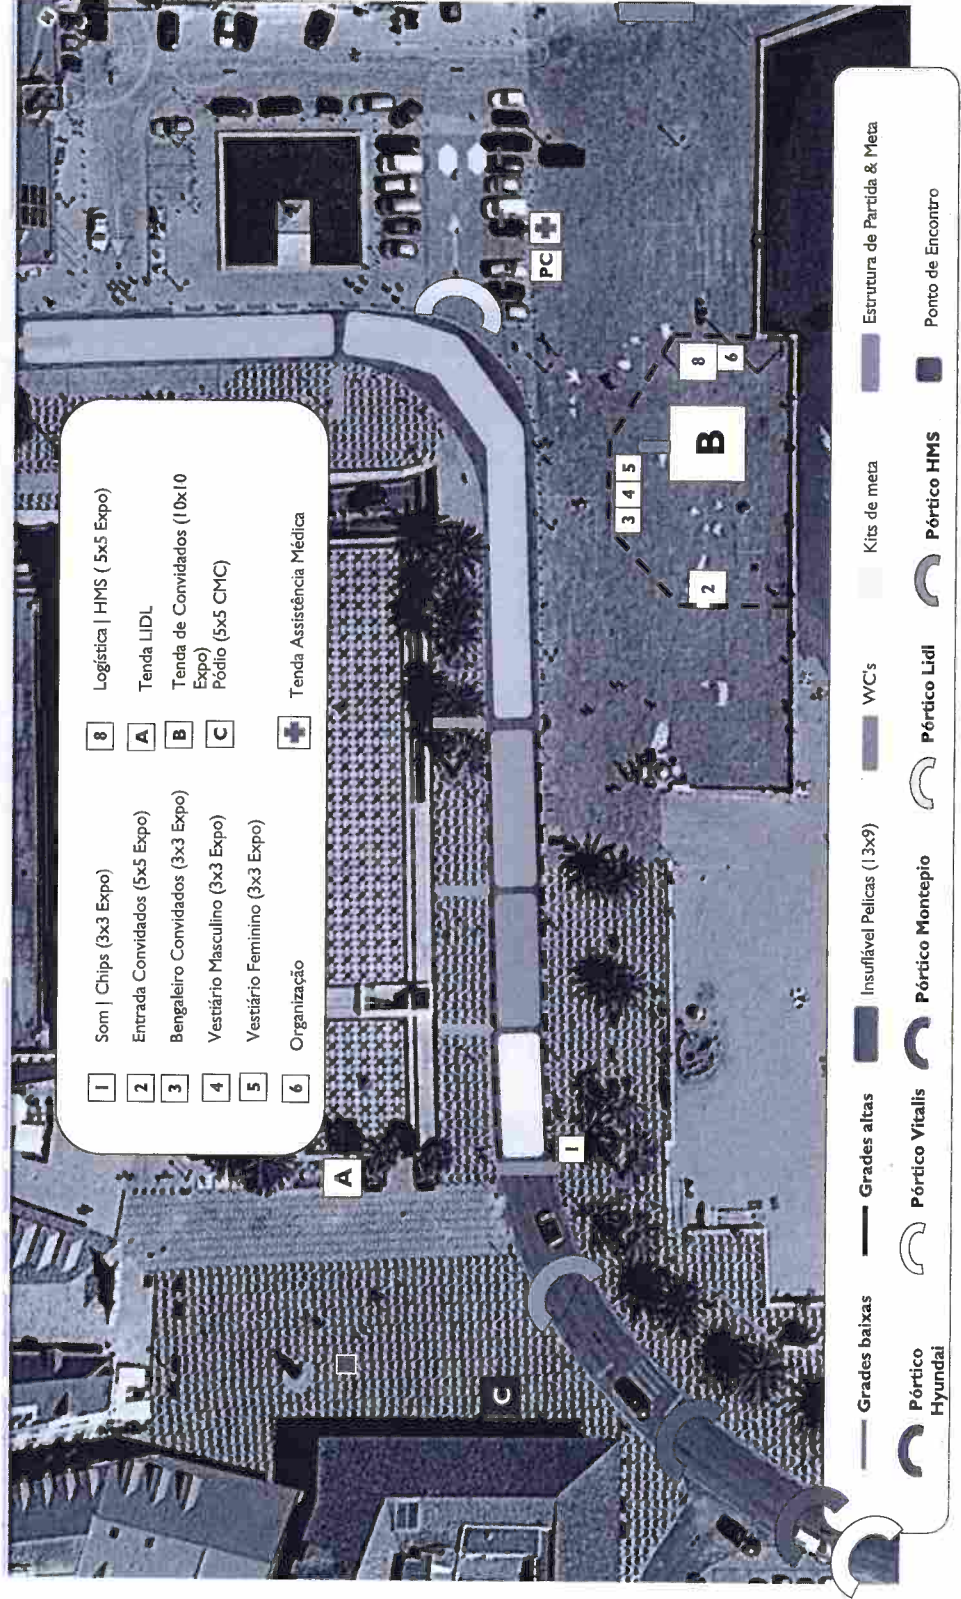 1 Som | Chips (3x3 Expo)
2 Entrada Convidados (5x5 Expo)
3 Bengaleiro Convidados (3x3 Expo)
4 Vestiário Masculino (3x3 Expo)
5 Vestiário Feminino (3x3 Expo)
6 Organização
8 Logística | HMS ( 5x5 Expo)
A Tenda LIDL
B Tenda de Convidados (10x10
Expo)
C Pódio (5x5 CMC)
Tenda Assistência Médica
A
C
1
2
3 4 5
B
8
6
PC
Grades baixas
Grades altas
Insuflável Pelicas (13x9)
WC's
Kits de meta
Estrutura de Partida & Meta
Pórtico
Hyundai
Pórtico Vitalis
Pórtico Montepio
Pórtico Lidl
Pórtico HMS
Ponto de Encontro